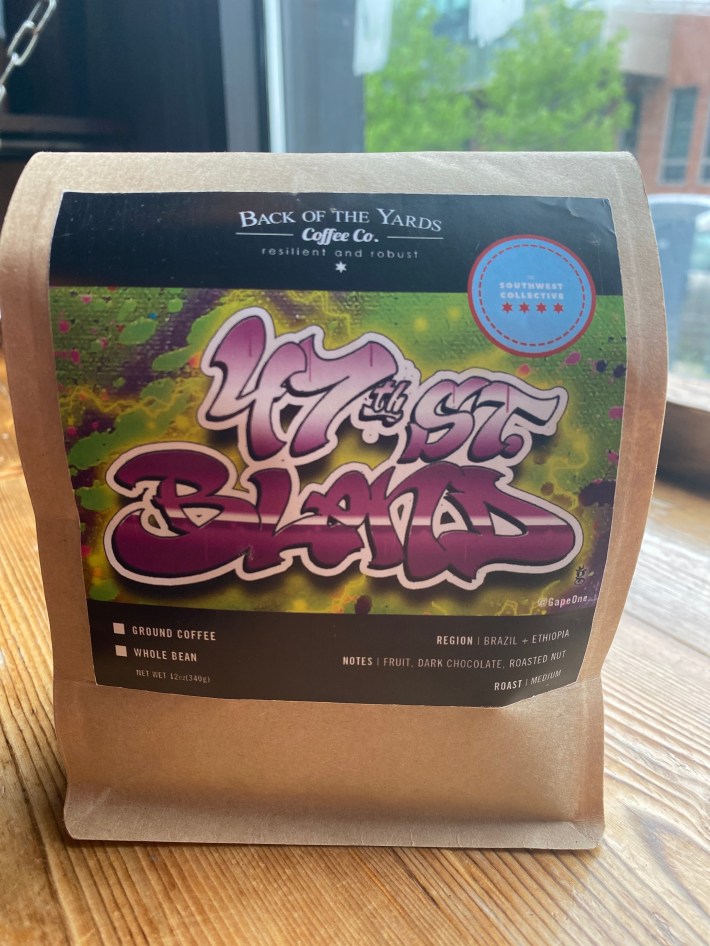 BACK OF THE YARDS
Coffee Co.
resilient and robust
SOUTHWEST
COLLECTIVE
47th ST.
BLEND
@GapeOne
GROUND COFFEE
WHOLE BEAN
NET WET 12oz(340g)
REGION | BRAZIL + ETHIOPIA
NOTES | FRUIT, DARK CHOCOLATE, ROASTED NUT
ROAST | MEDIUM